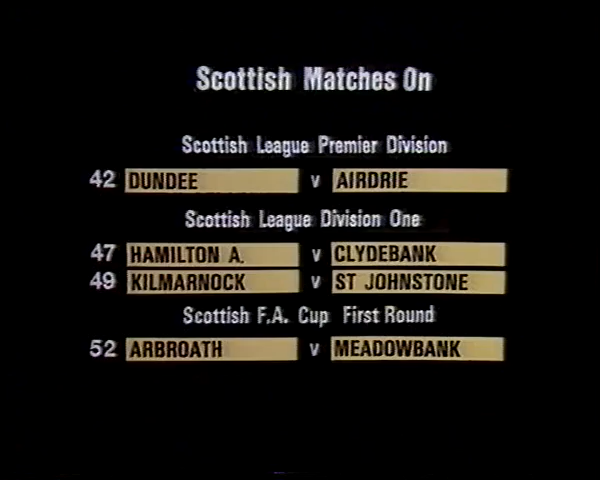 Scottish Matches On
Scottish League Premier Division
42 DUNDEE v AIRDRIE
Scottish League Division One
47 HAMILTON A. v CLYDEBANK
49 KILMARNOCK v ST JOHNSTONE
Scottish F.A. Cup First Round
52 ARBROATH v MEADOWBANK